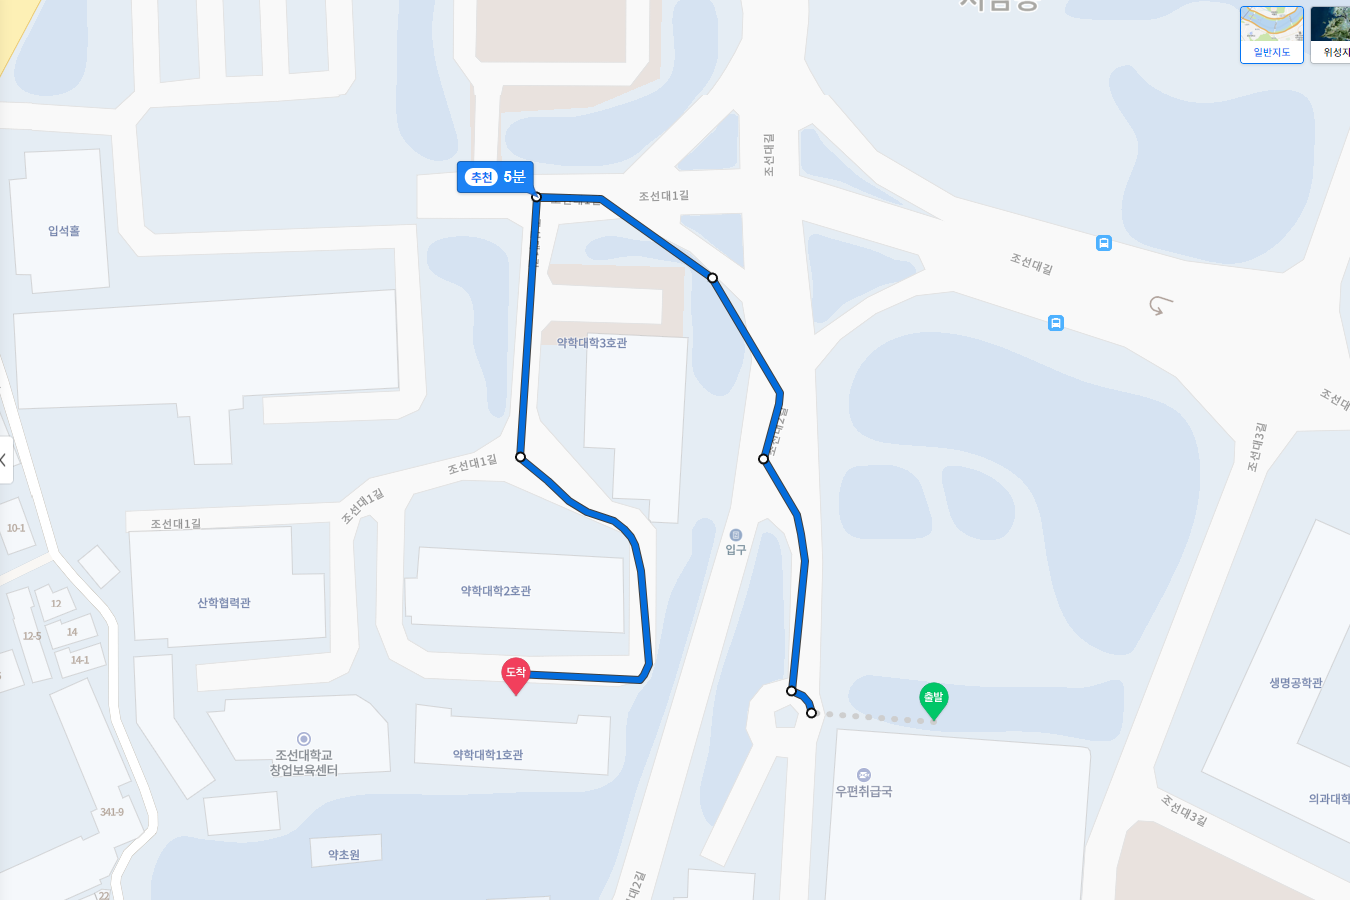 일반지도
조선대길
추천 5분
조선대1길
입석홀
조선대길
약학대학3호관
조선대2길
조선대3길
조선대1길
조선대1길
조선대1길
10-1
입구
산학협력관
약학대학2호관
12
12-5
14
14-1
도착
출발
생명공학관
조선대학교
창업보육센터
약학대학1호관
우편취급국
의과대학
조선대3길
341-9
약초원
22